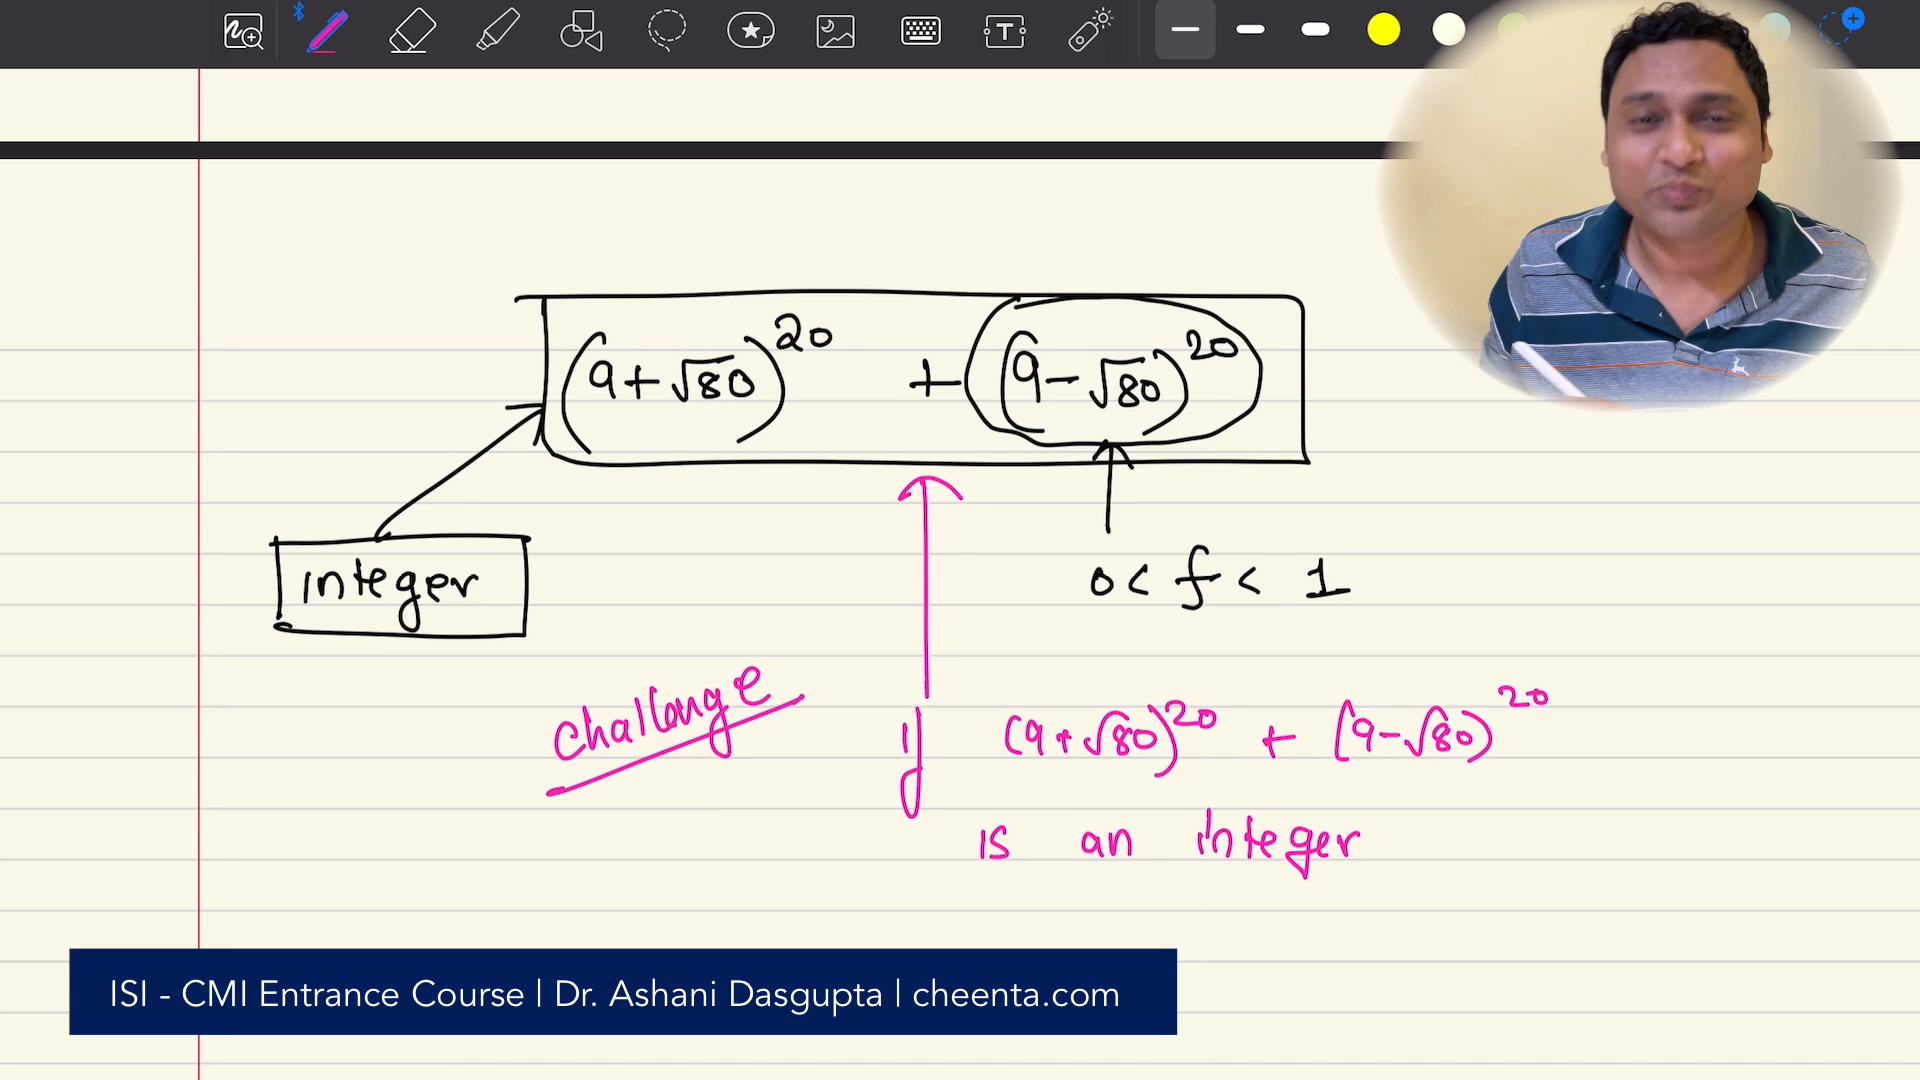 (9+√80)^20 + (9-√80)^20
integer
0 < f < 1
challenge
(9+√80)^20 + (9-√80)^20
is an integer
ISI - CMI Entrance Course | Dr. Ashani Dasgupta | cheenta.com